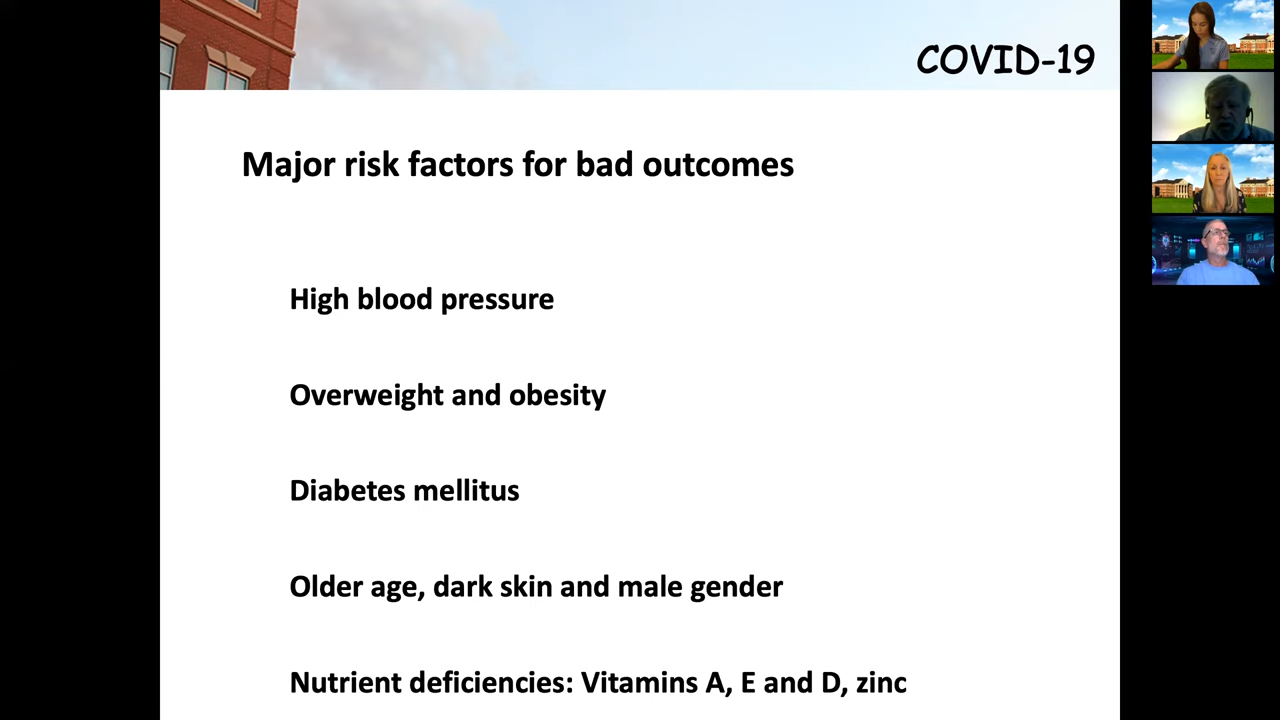 COVID-19
Major risk factors for bad outcomes
High blood pressure
Overweight and obesity
Diabetes mellitus
Older age, dark skin and male gender
Nutrient deficiencies: Vitamins A, E and D, zinc